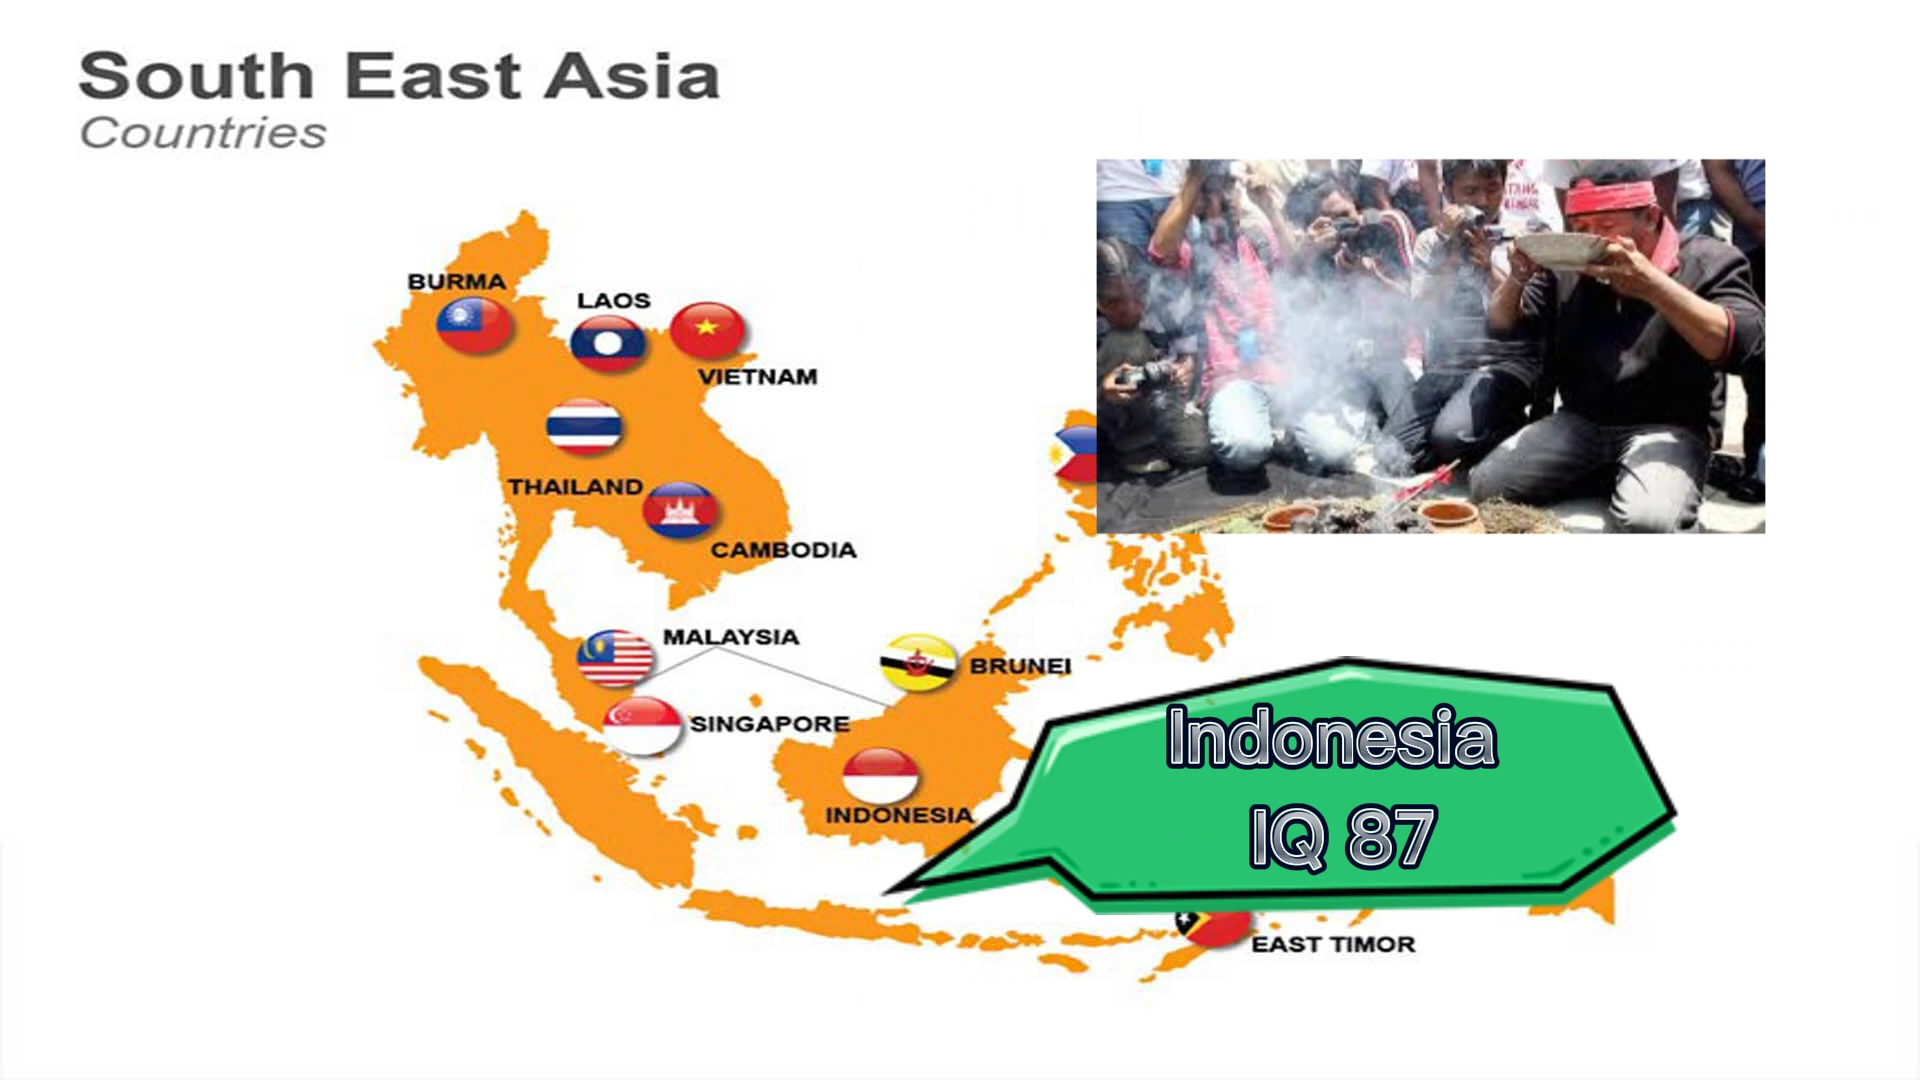 South East Asia
Countries
BURMA
LAOS
VIETNAM
THAILAND
CAMBODIA
MALAYSIA
BRUNEI
SINGAPORE
INDONESIA
Indonesia
IQ 87
EAST TIMOR